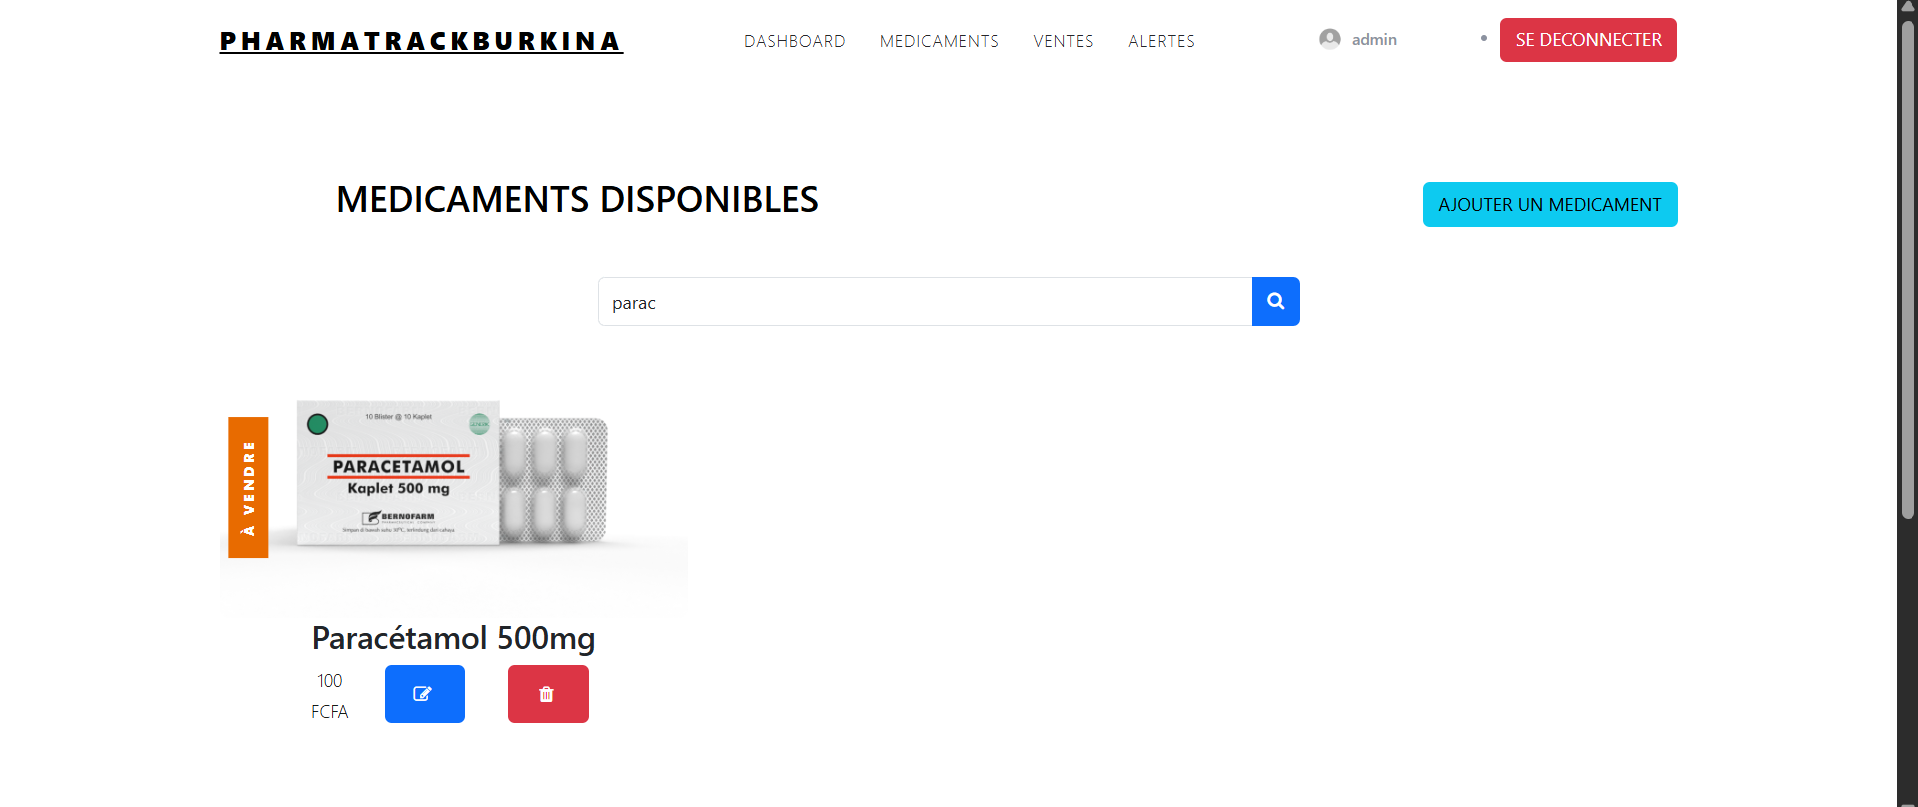 PHARMATRACKBURKINA
DASHBOARD
MEDICAMENTS
VENTES
ALERTES
admin
SE DECONNECTER
MEDICAMENTS DISPONIBLES
AJOUTER UN MEDICAMENT
parac
À VENDRE
10 Blister @ 10 Kaplet
PARACETAMOL
Kaplet 500 mg
BERNOFARM
Paracétamol 500mg
100
FCFA